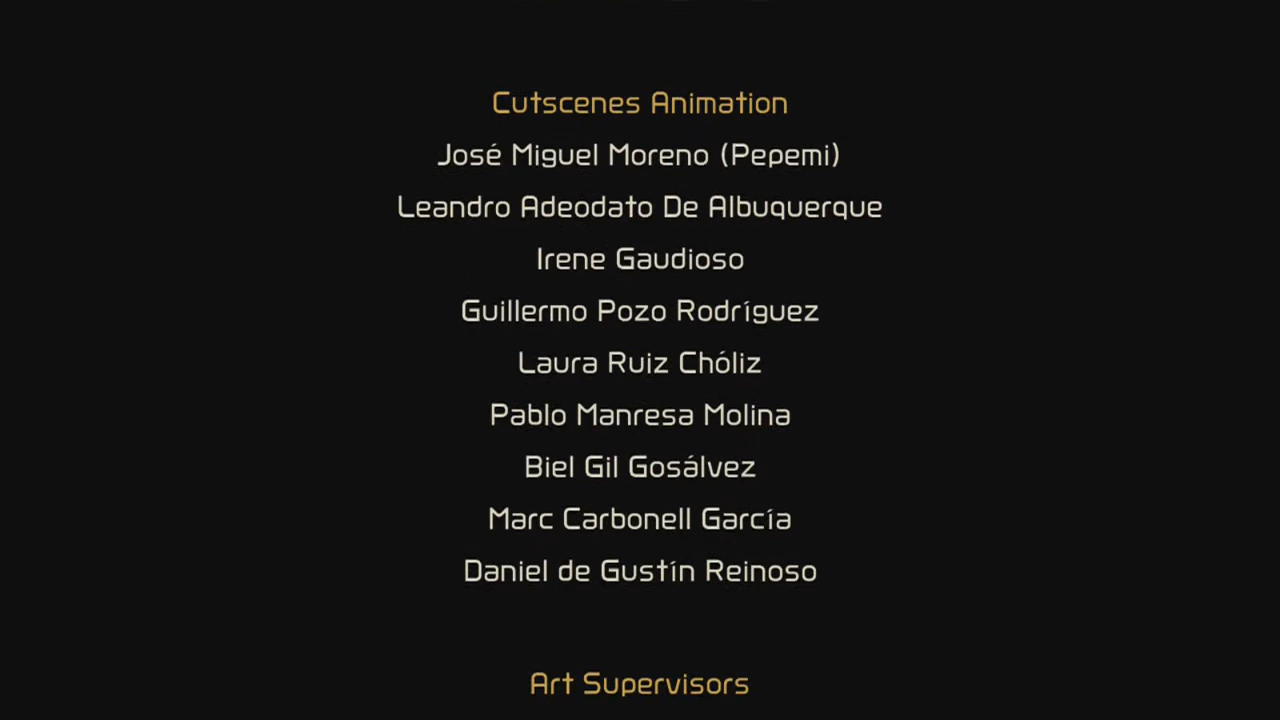 Cutscenes Animation
José Miguel Moreno (Pepemi)
Leandro Adeodato De Albuquerque
Irene Gaudioso
Guillermo Pozo Rodríguez
Laura Ruiz Chóliz
Pablo Manresa Molina
Biel Gil Gosálvez
Marc Carbonell García
Daniel de Gustín Reinoso
Art Supervisors